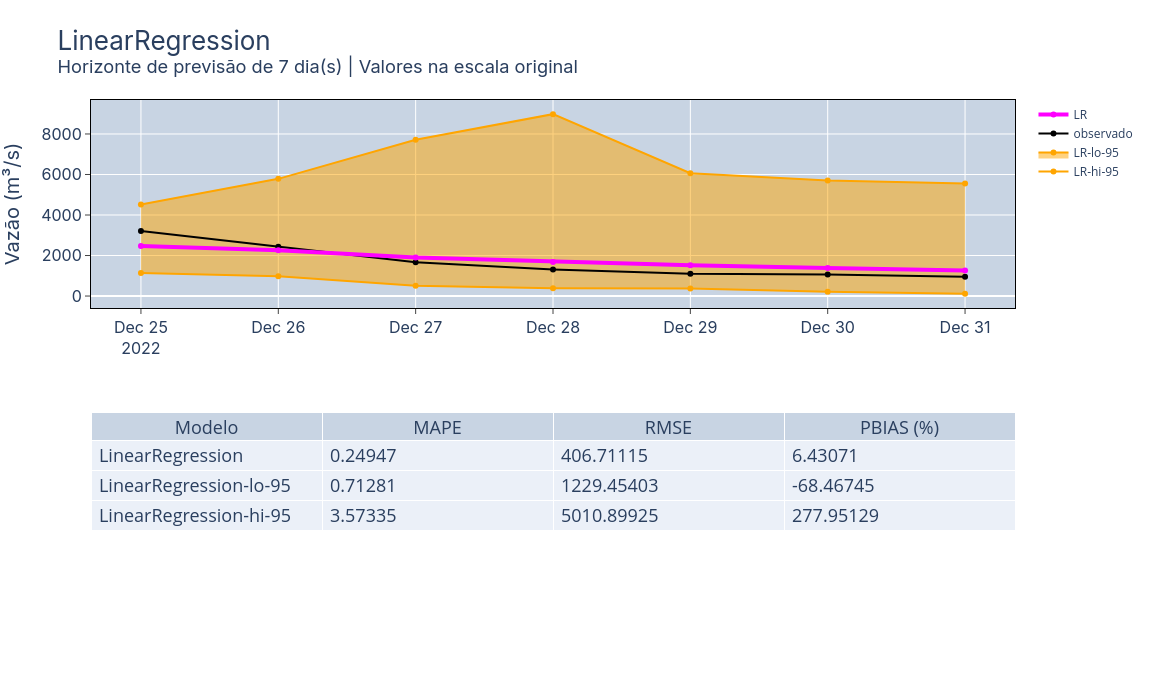 LinearRegression
Horizonte de previsão de 7 dia(s) | Valores na escala original
Vazão (m³/s)
8000
6000
4000
2000
0
Dec 25
2022
Dec 26
Dec 27
Dec 28
Dec 29
Dec 30
Dec 31
LR
observado
LR-lo-95
LR-hi-95
Modelo MAPE RMSE PBIAS (%)
LinearRegression 0.24947 406.71115 6.43071
LinearRegression-lo-95 0.71281 1229.45403 -68.46745
LinearRegression-hi-95 3.57335 5010.89925 277.95129